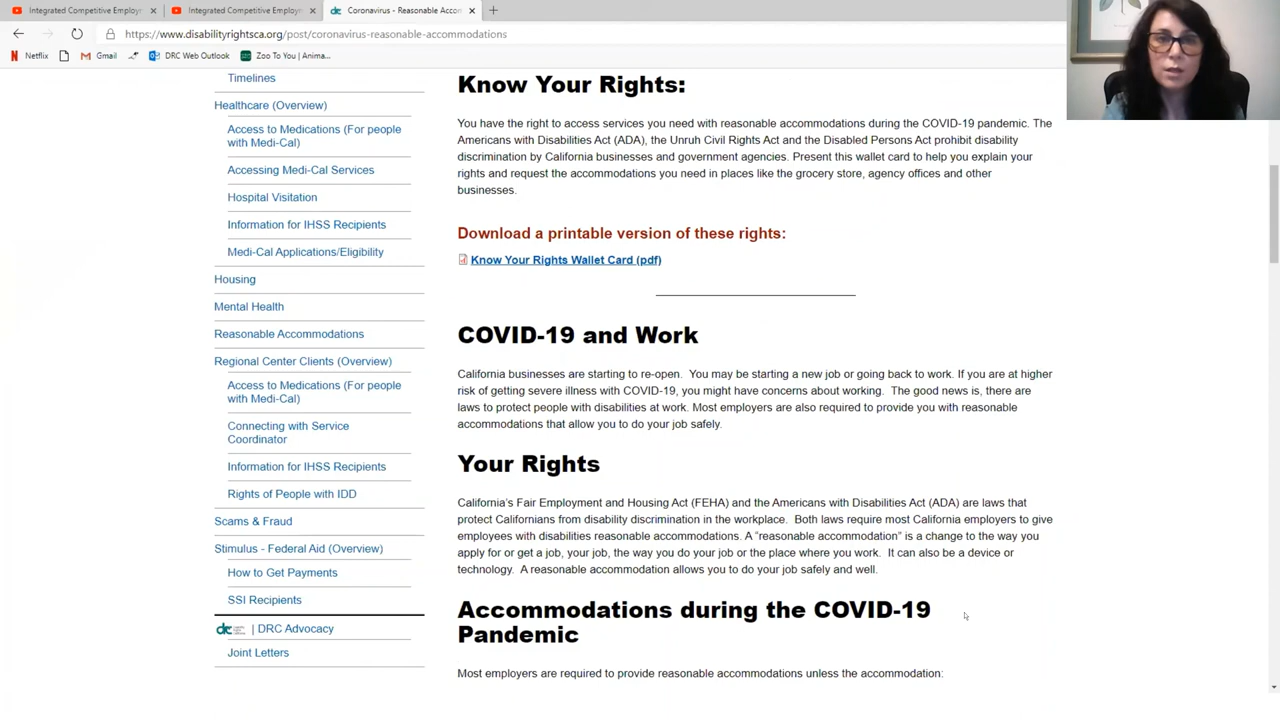 Integrated Competitive Employr
Integrated Competitive Employr
Coronavirus - Reasonable Accom
https://www.disabilityrightsca.org/post/coronavirus-reasonable-accommodations
Netflix
Gmail
DRC Web Outlook
Zoo To You | Anima...
Timelines
Healthcare (Overview)
Access to Medications (For people
with Medi-Cal)
Accessing Medi-Cal Services
Hospital Visitation
Information for IHSS Recipients
Medi-Cal Applications/Eligibility
Housing
Mental Health
Reasonable Accommodations
Regional Center Clients (Overview)
Access to Medications (For people
with Medi-Cal)
Connecting with Service
Coordinator
Information for IHSS Recipients
Rights of People with IDD
Scams & Fraud
Stimulus - Federal Aid (Overview)
How to Get Payments
SSI Recipients
drc | DRC Advocacy
Joint Letters
Know Your Rights:
You have the right to access services you need with reasonable accommodations during the COVID-19 pandemic. The
Americans with Disabilities Act (ADA), the Unruh Civil Rights Act and the Disabled Persons Act prohibit disability
discrimination by California businesses and government agencies. Present this wallet card to help you explain your
rights and request the accommodations you need in places like the grocery store, agency offices and other
businesses.
Download a printable version of these rights:
Know Your Rights Wallet Card (pdf)
COVID-19 and Work
California businesses are starting to re-open. You may be starting a new job or going back to work. If you are at higher
risk of getting severe illness with COVID-19, you might have concerns about working. The good news is, there are
laws to protect people with disabilities at work. Most employers are also required to provide you with reasonable
accommodations that allow you to do your job safely.
Your Rights
California's Fair Employment and Housing Act (FEHA) and the Americans with Disabilities Act (ADA) are laws that
protect Californians from disability discrimination in the workplace. Both laws require most California employers to give
employees with disabilities reasonable accommodations. A “reasonable accommodation” is a change to the way you
apply for or get a job, your job, the way you do your job or the place where you work. It can also be a device or
technology. A reasonable accommodation allows you to do your job safely and well.
Accommodations during the COVID-19
Pandemic
Most employers are required to provide reasonable accommodations unless the accommodation: